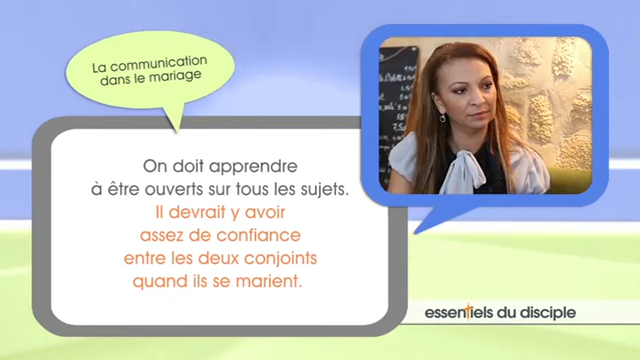 La communication
dans le mariage
On doit apprendre
à être ouverts sur tous les sujets.
Il devrait y avoir
assez de confiance
entre les deux conjoints
quand ils se marient.
essentiels du disciple